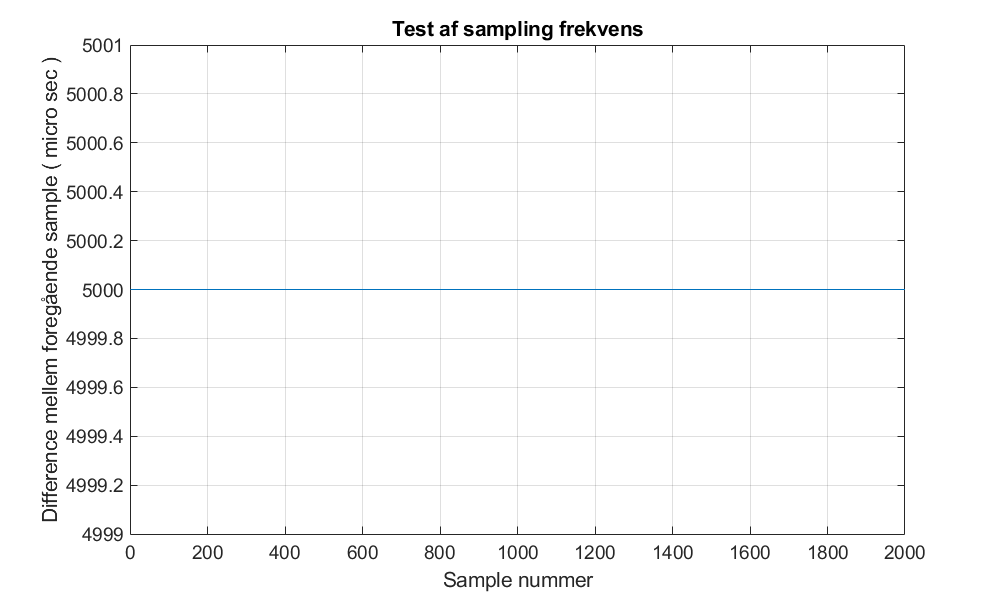 Test af sampling frekvens
Difference mellem foregående sample ( micro sec )
5001
5000.8
5000.6
5000.4
5000.2
5000
4999.8
4999.6
4999.4
4999.2
4999
0 200 400 600 800 1000 1200 1400 1600 1800 2000
Sample nummer